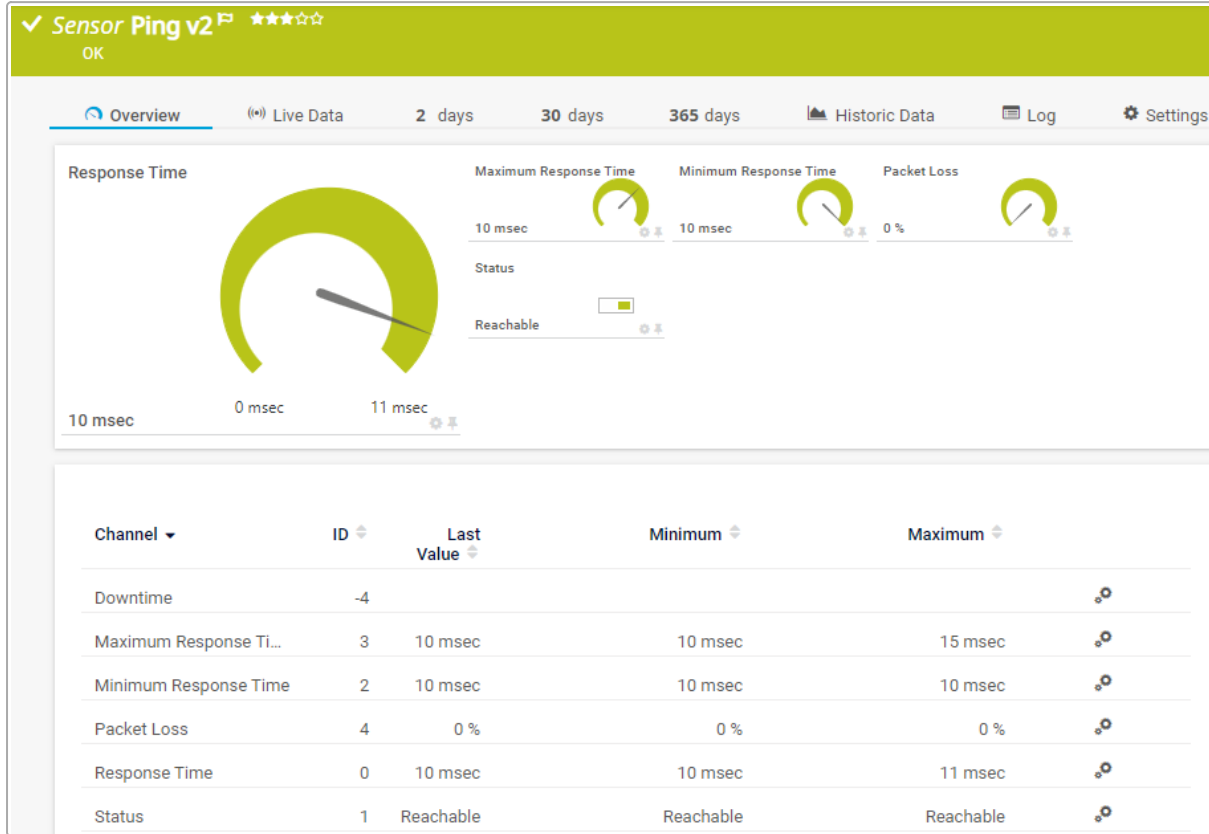 Sensor Ping v2
OK
Overview Live Data 2 days 30 days 365 days Historic Data Log Settings
Response Time
0 msec 11 msec
10 msec
Maximum Response Time
10 msec
Minimum Response Time
10 msec
Packet Loss
0 %
Status
Reachable
Channel ID Last Value Minimum Maximum
Downtime -4
Maximum Response Ti... 3 10 msec 10 msec 15 msec
Minimum Response Time 2 10 msec 10 msec 10 msec
Packet Loss 4 0 % 0 % 0 %
Response Time 0 10 msec 10 msec 11 msec
Status 1 Reachable Reachable Reachable